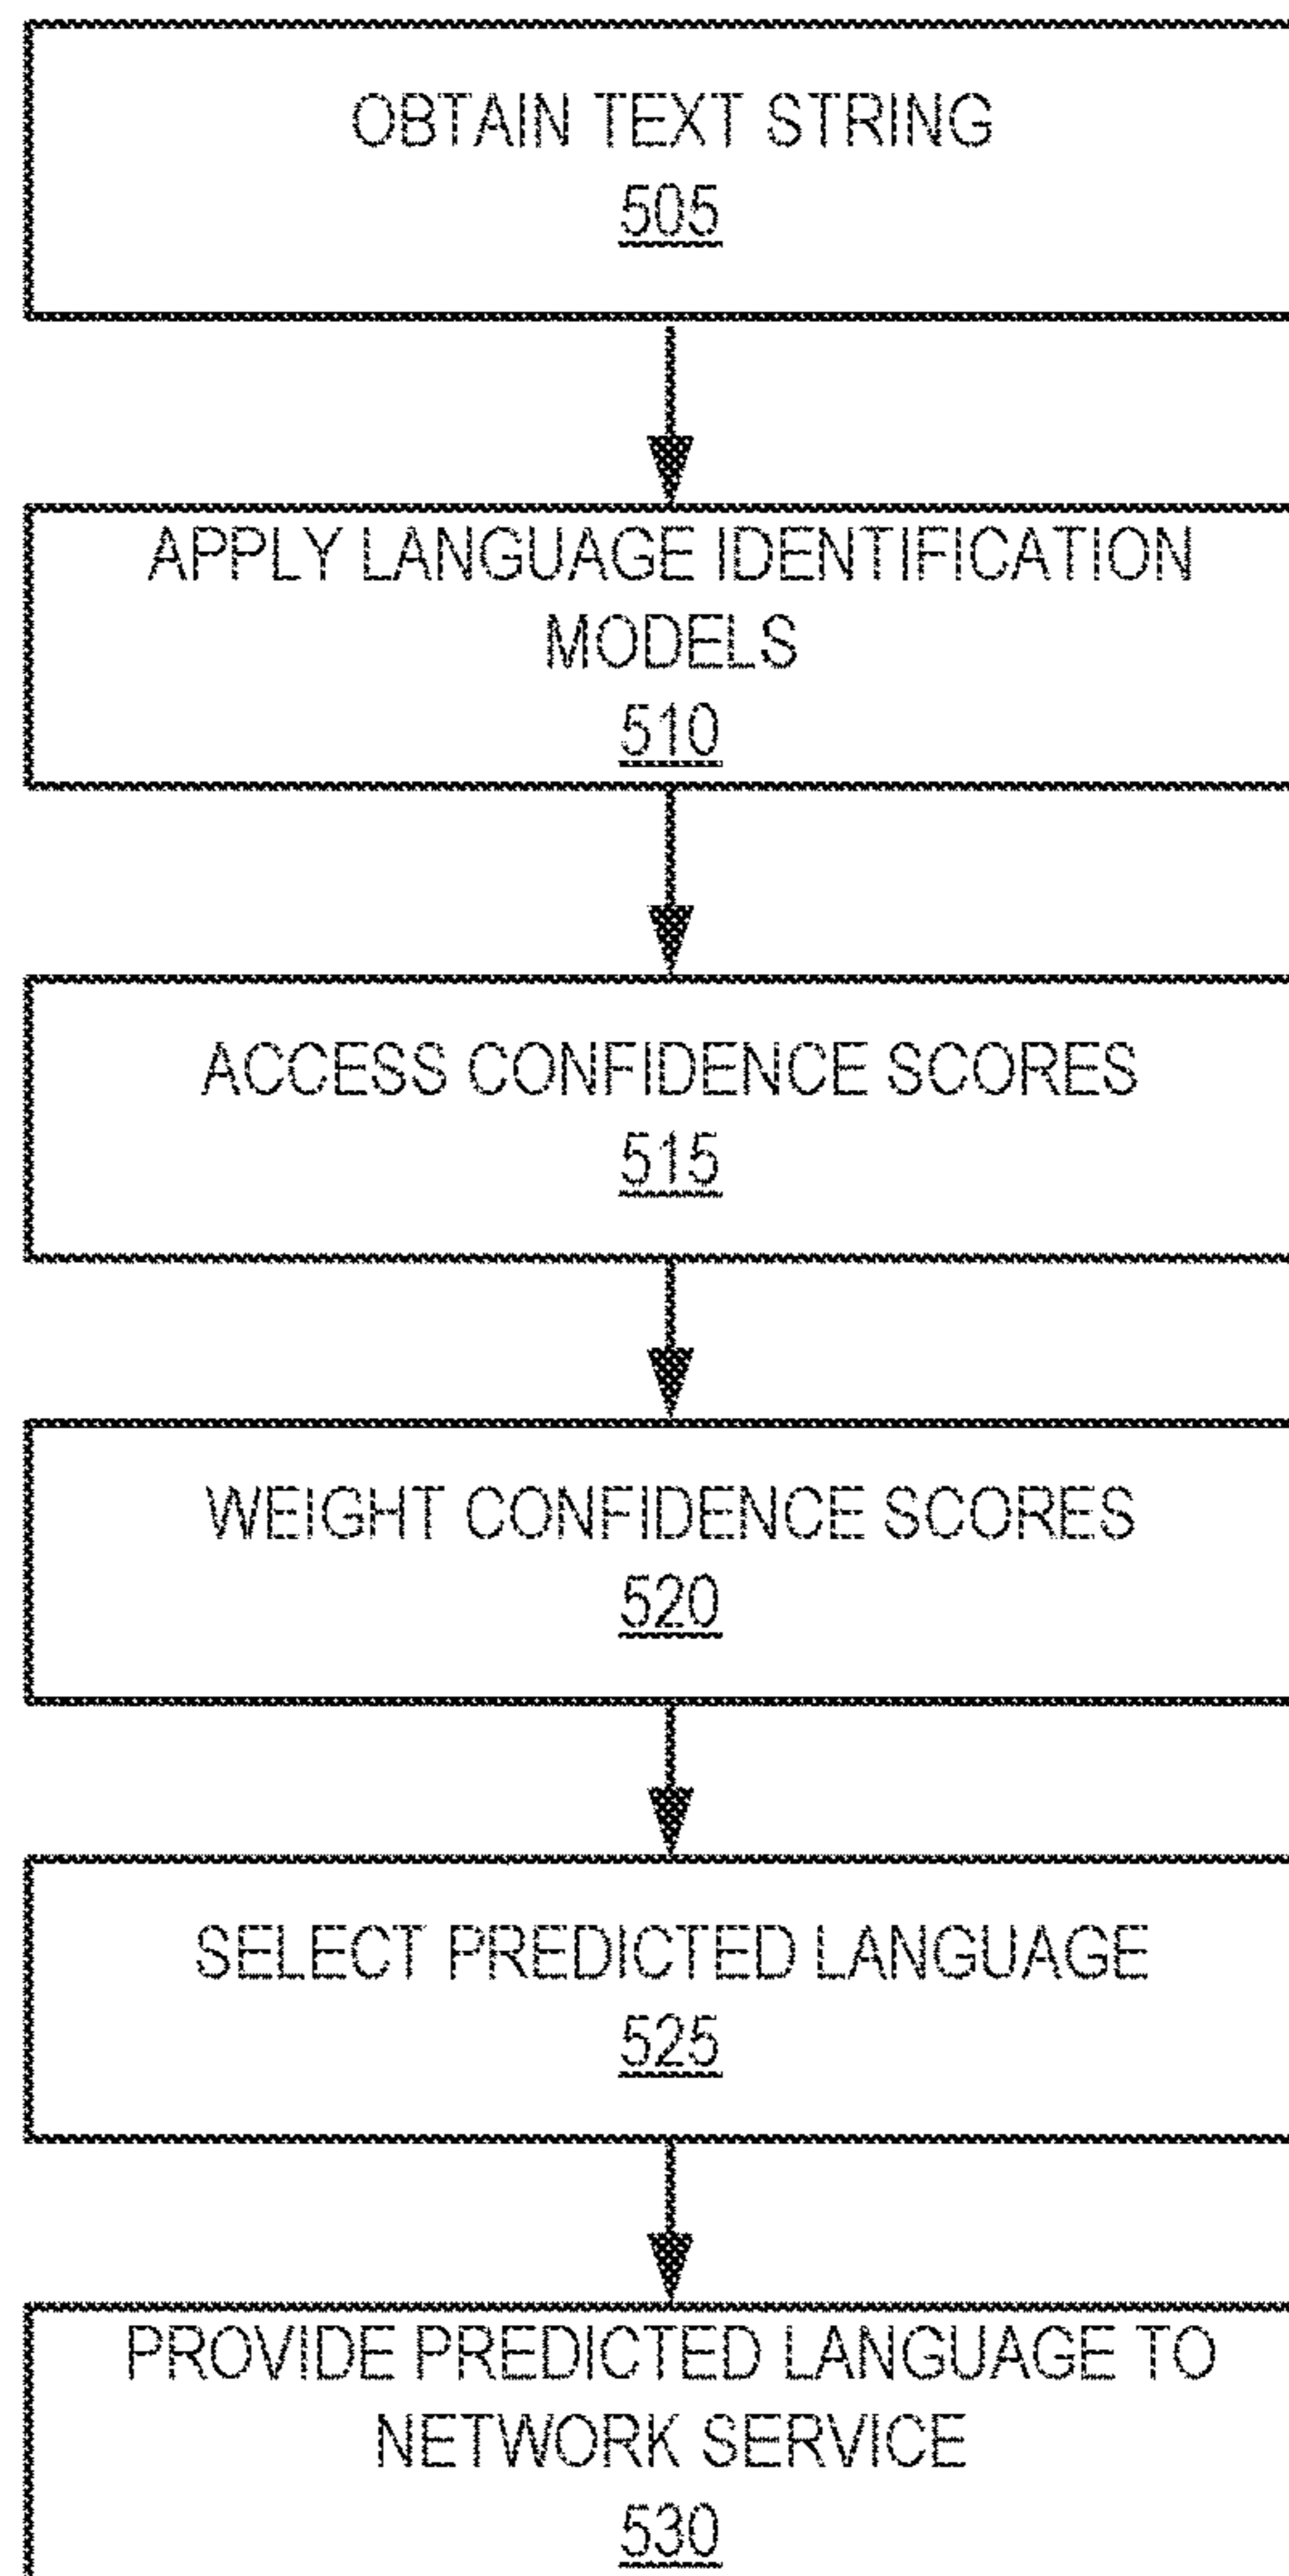 OBTAIN TEXT STRING
505
APPLY LANGUAGE IDENTIFICATION
MODELS
510
ACCESS CONFIDENCE SCORES
515
WEIGHT CONFIDENCE SCORES
520
SELECT PREDICTED LANGUAGE
525
PROVIDE PREDICTED LANGUAGE TO
NETWORK SERVICE
530